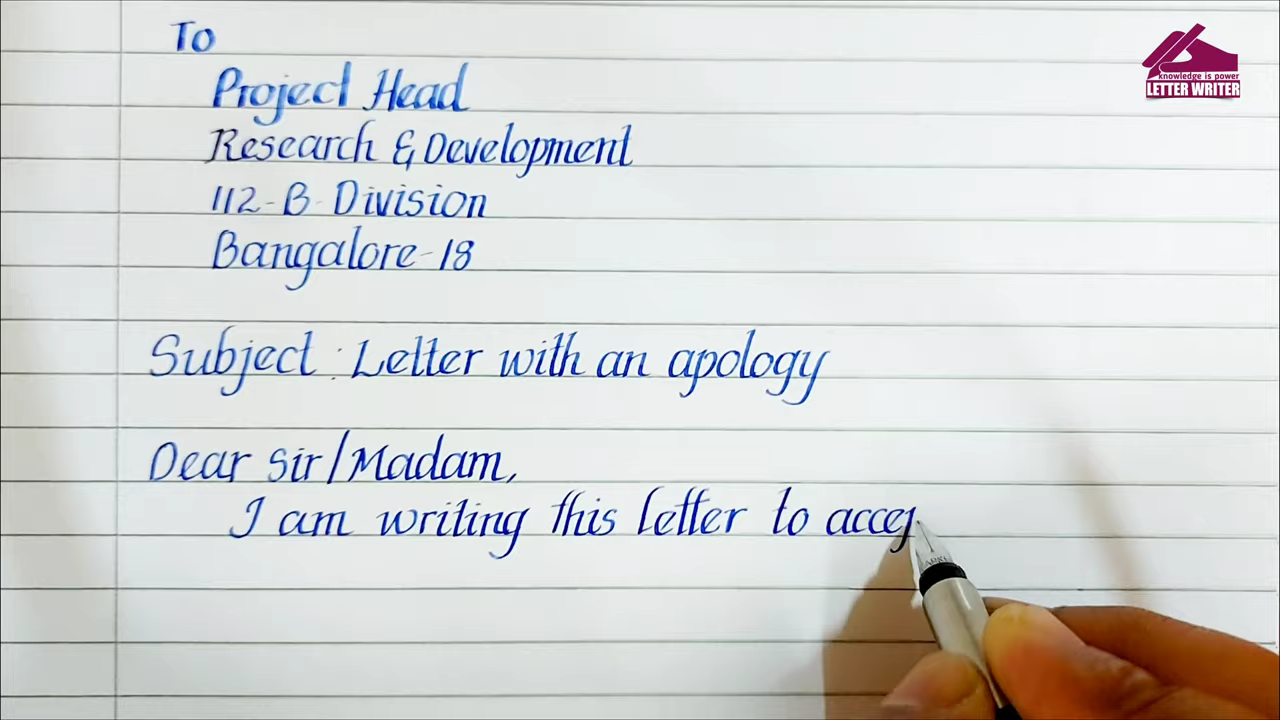 To
Project Head
Research & Development
112-B Division
Bangalore-18
Subject : Letter with an apology
Dear Sir/Madam,
I am writing this letter to accep
knowledge is power
LETTER WRITER